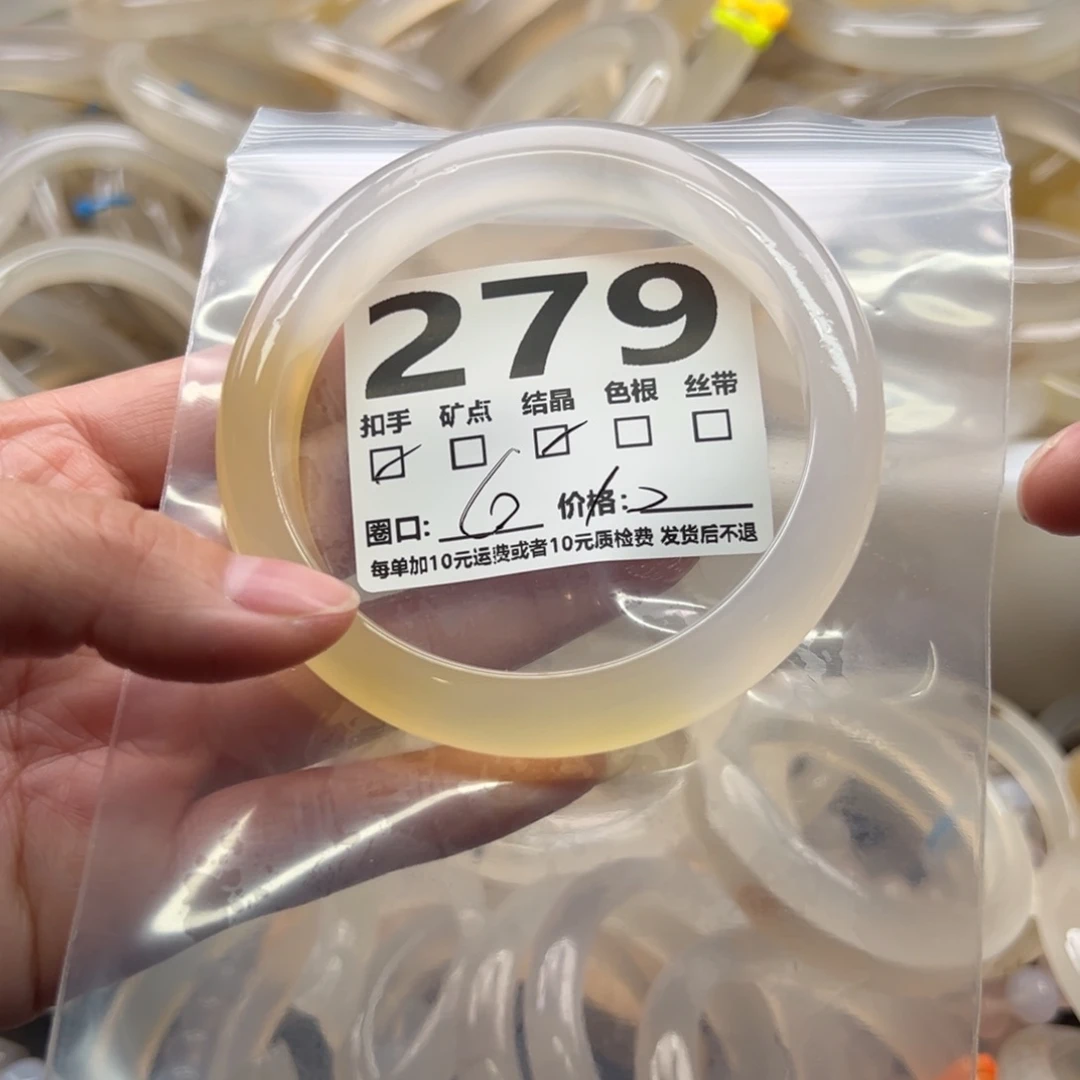 279
扣手 矿点 结晶 色根 丝带
圈口: 62 价格: 2
每单加10元运费或者10元质检费 发货后不退